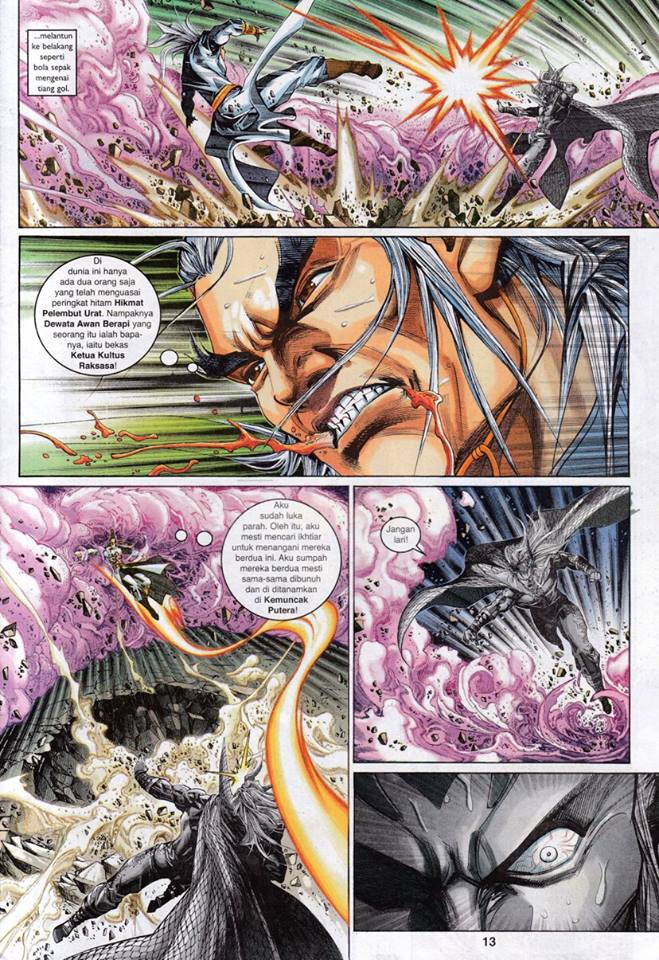 ...melantun
ke belakang
seperti
bola sepak
mengenai
tiang gol.
Di
dunia ini hanya
ada dua orang saja
yang telah menguasai
peringkat hitam Hikmat
Pelembut Urat. Nampaknya
Dewata Awan Berapi yang
seorang itu ialah bapa-
nya, iaitu bekas
Ketua Kultus
Raksasa!
Aku
sudah luka
parah. Oleh itu, aku
mesti mencari ikhtiar
untuk menangani mereka
berdua ini. Aku sumpah
mereka berdua mesti
sama-sama dibunuh
dan di ditanamkan
di Kemuncak
Putera!
Jangan
lari!
13